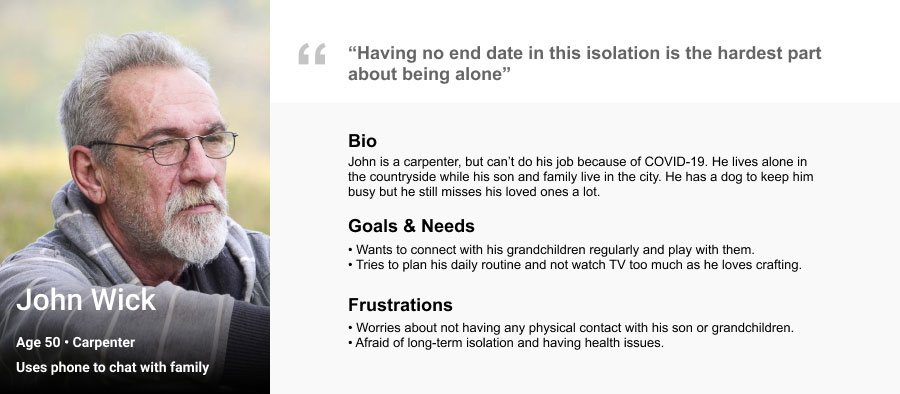 “Having no end date in this isolation is the hardest part
about being alone”
Bio
John is a carpenter, but can’t do his job because of COVID-19. He lives alone in
the countryside while his son and family live in the city. He has a dog to keep him
busy but he still misses his loved ones a lot.
Goals & Needs
• Wants to connect with his grandchildren regularly and play with them.
• Tries to plan his daily routine and not watch TV too much as he loves crafting.
Frustrations
• Worries about not having any physical contact with his son or grandchildren.
• Afraid of long-term isolation and having health issues.
John Wick
Age 50 • Carpenter
Uses phone to chat with family